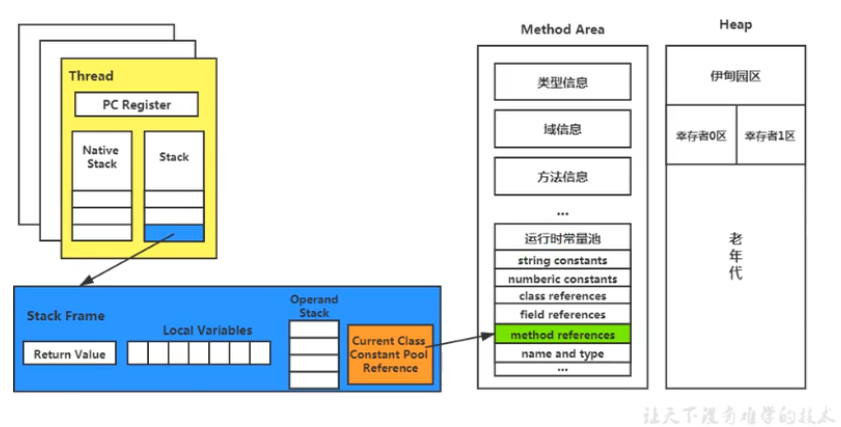 Thread
PC Register
Native
Stack
Stack
Stack Frame
Return Value
Local Variables
Operand
Stack
Current Class
Constant Pool
Reference
Method Area
类型信息
域信息
方法信息
...
运行时常量池
string constants
numberic constants
class references
field references
method references
name and type
...
Heap
伊甸园区
幸存者0区
幸存者1区
老
年
代
让天下没有难学的技术